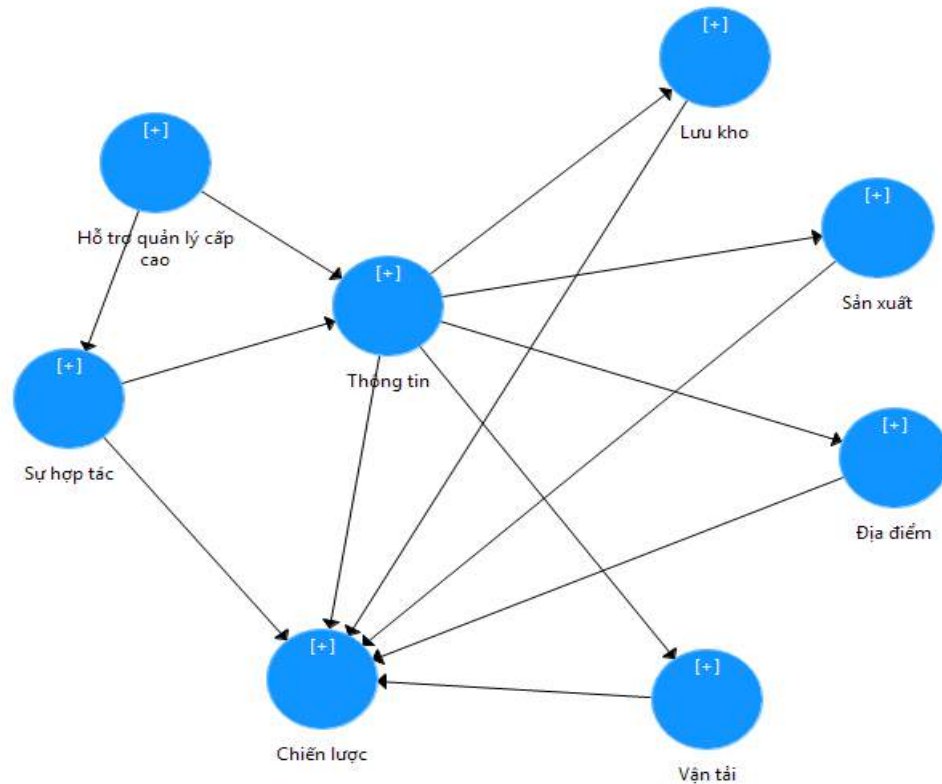 [+]
Lưu kho
[+]
Hỗ trợ quản lý cấp
cao
[+]
Sản xuất
[+]
Thông tin
[+]
Sự hợp tác
[+]
Địa điểm
[+]
Chiến lược
[+]
Vận tải